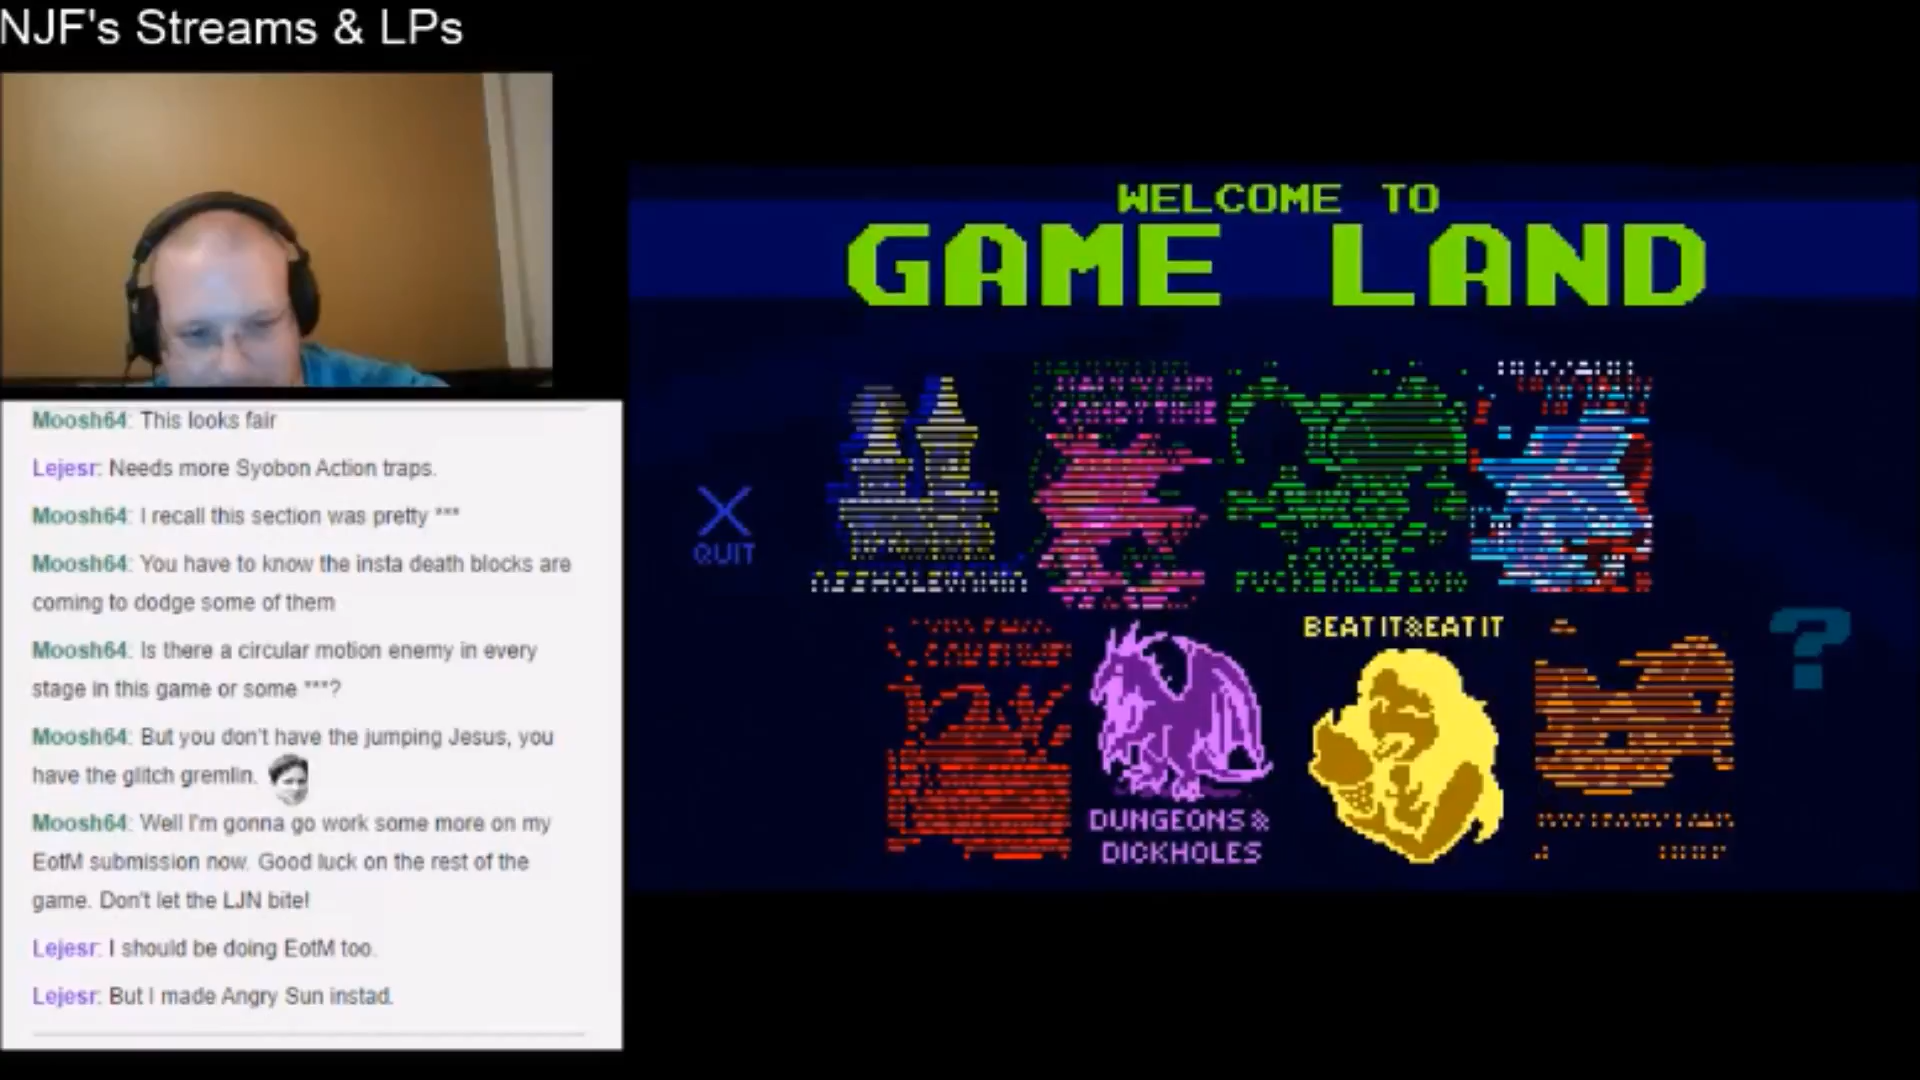 NJF's Streams & LPs
Moosh64: This looks fair
Lejesr: Needs more Syobon Action traps.
Moosh64: I recall this section was pretty ***
Moosh64: You have to know the insta death blocks are
coming to dodge some of them
Moosh64: Is there a circular motion enemy in every
stage in this game or some ***?
Moosh64: But you don't have the jumping Jesus, you
have the glitch gremlin.
Moosh64: Well I'm gonna go work some more on my
EotM submission now. Good luck on the rest of the
game. Don't let the LJN bite!
Lejesr: I should be doing EotM too.
Lejesr: But I made Angry Sun instad.
WELCOME TO
GAME LAND
X
QUIT
BEAT IT & EAT IT
?
DUNGEONS &
DICKHOLES